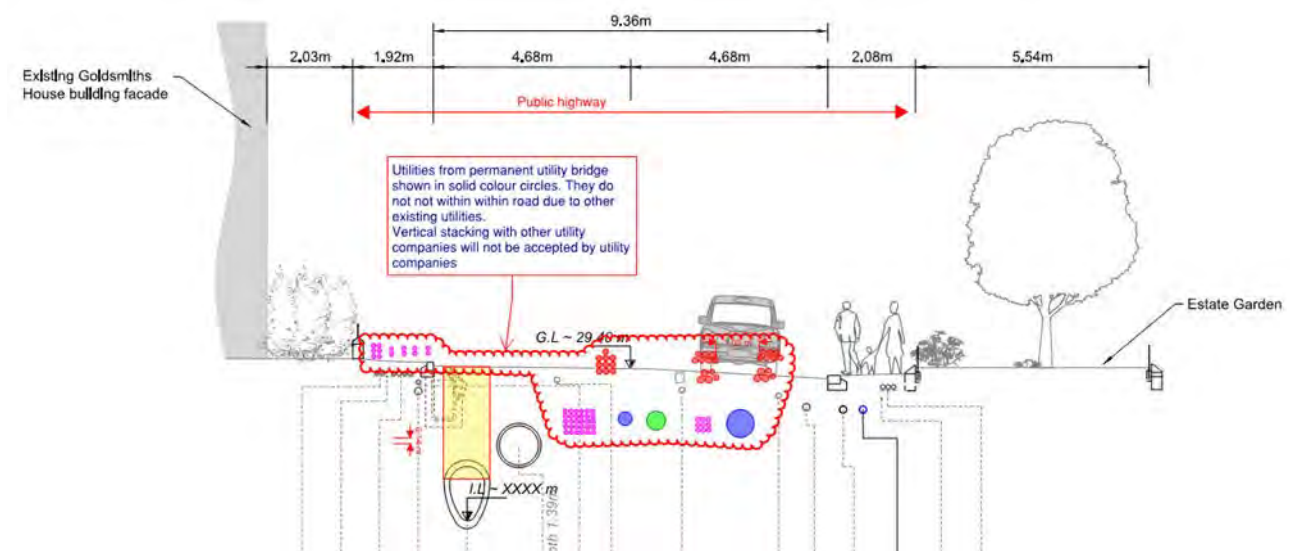 9.36m
2.03m
1.92m
4.68m
4.68m
2.08m
5.54m
Existing Goldsmiths
House building facade
Public highway
Utilities from permanent utility bridge
shown in solid colour circles. They do
not not within within road due to other
existing utilities.
Vertical stacking with other utility
companies will not be accepted by utility
companies
Estate Garden
G.L ~ 29.49 m
I.L ~ XXXX m
1.39m